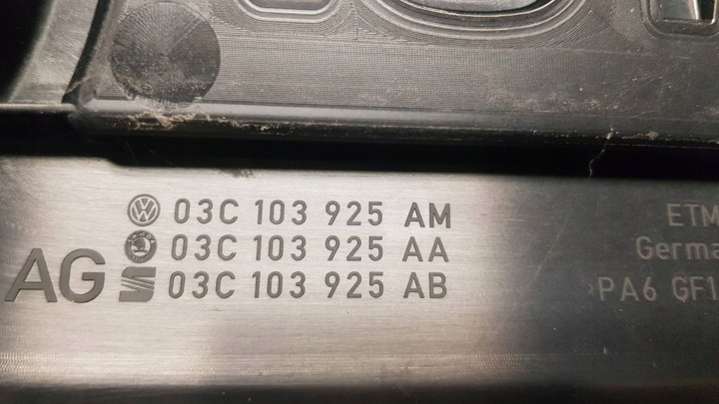 03C 103 925 AM
03C 103 925 AA
AG 03C 103 925 AB
ETM
Germa
›PA6 GF1